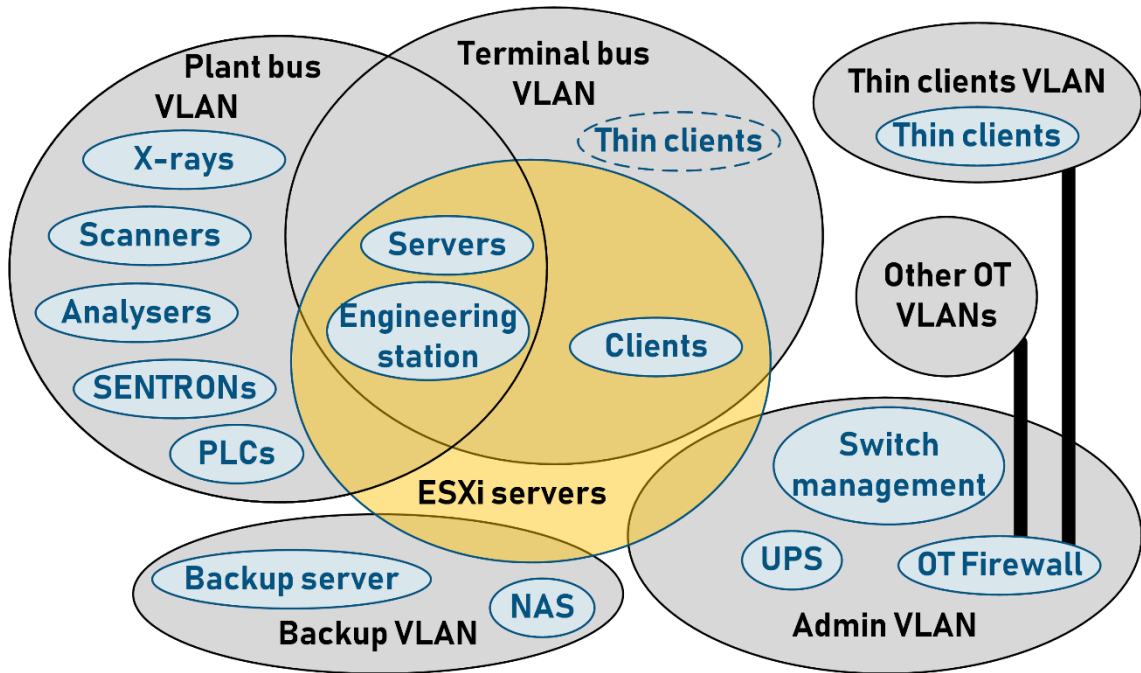 Plant bus
VLAN
X-rays
Scanners
Analysers
SENTRONs
PLCs
Terminal bus
VLAN
Thin clients
Servers
Engineering
station
Clients
ESXi servers
Thin clients VLAN
Thin clients
Other OT
VLANs
Switch
management
UPS
OT Firewall
Admin VLAN
Backup server
NAS
Backup VLAN